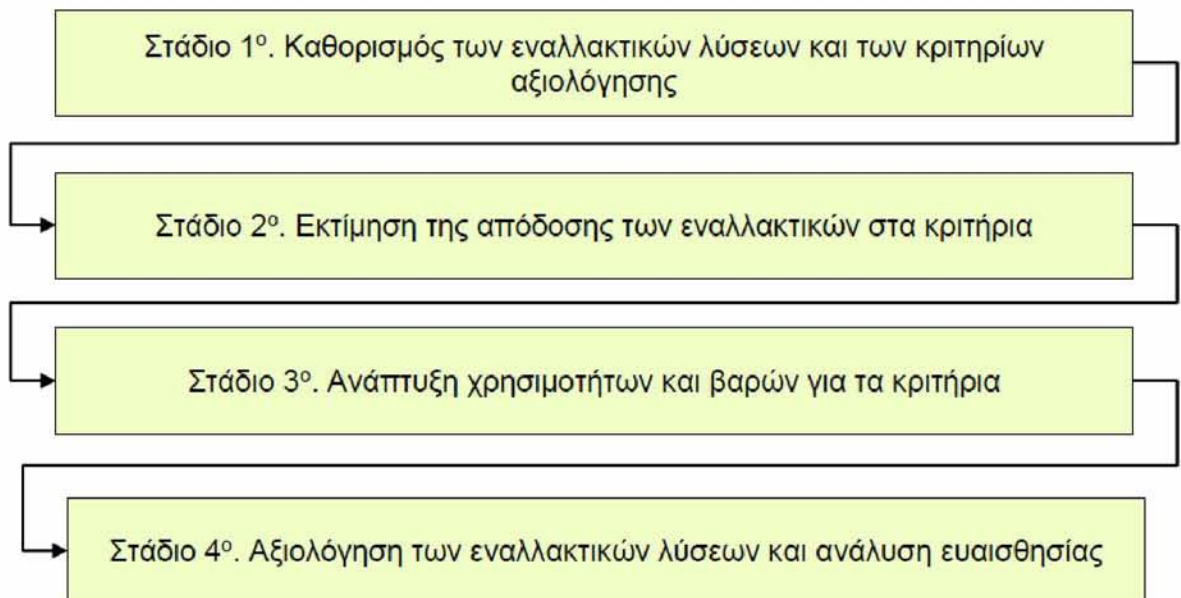 Στάδιο 1ο. Καθορισμός των εναλλακτικών λύσεων και των κριτηρίων
αξιολόγησης
Στάδιο 2ο. Εκτίμηση της απόδοσης των εναλλακτικών στα κριτήρια
Στάδιο 3ο. Ανάπτυξη χρησιμοτήτων και βαρών για τα κριτήρια
Στάδιο 4ο. Αξιολόγηση των εναλλακτικών λύσεων και ανάλυση ευαισθησίας